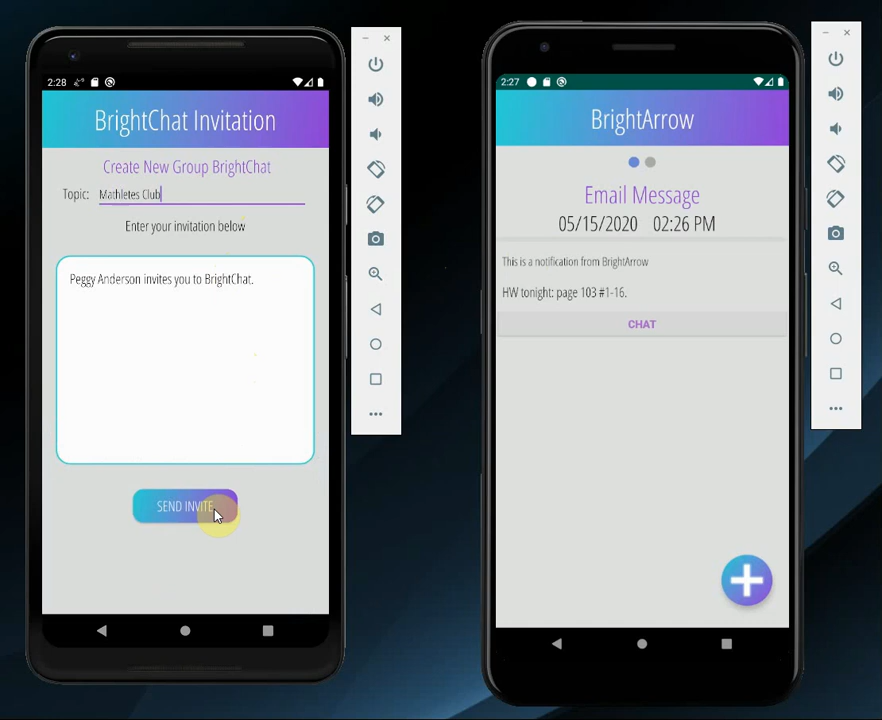 2:28
BrightChat Invitation
Create New Group BrightChat
Topic: Mathletes Club
Enter your invitation below
Peggy Anderson invites you to BrightChat.
SEND INVITE
2:27
BrightArrow
Email Message
05/15/2020 02:26 PM
This is a notification from BrightArrow
HW tonight: page 103 #1-16.
CHAT